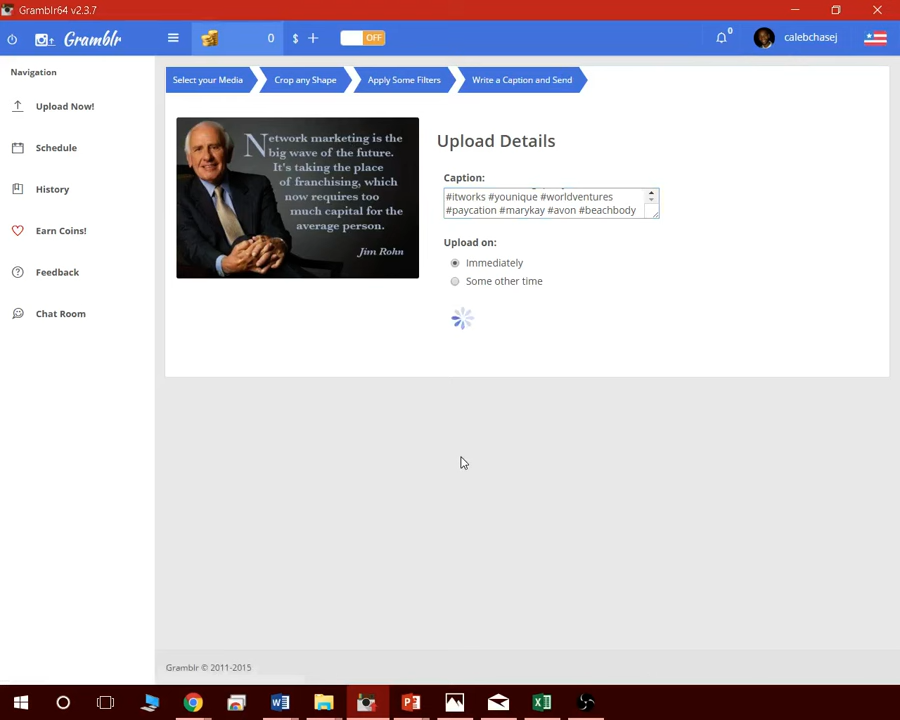 Gramblr64 v2.3.7
Gramblr
0
$
OFF
0
calebchasej
Navigation
Upload Now!
Schedule
History
Earn Coins!
Feedback
Chat Room
Select your Media
Crop any Shape
Apply Some Filters
Write a Caption and Send
Network marketing is the
big wave of the future.
It's taking the place
of franchising, which
now requires too
much capital for the
average person.
Jim Rohn
Upload Details
Caption:
#itworks #younique #worldventures
#paycation #marykay #avon #beachbody
Upload on:
Immediately
Some other time
Gramblr © 2011-2015